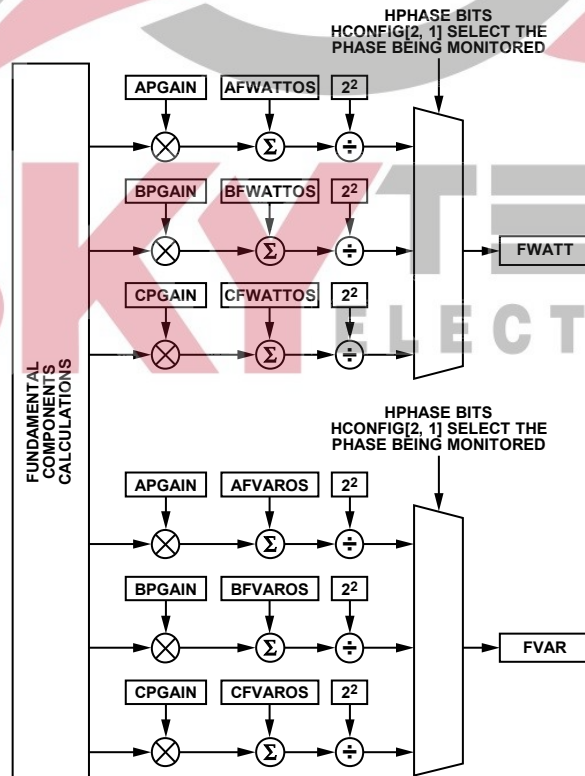 HPHASE BITS
HCONFIG[2, 1] SELECT THE
PHASE BEING MONITORED
APGAIN AFWATTOS 2²
× Σ ÷
BPGAIN BFWATTOS 2²
× Σ ÷
FWATT
CPGAIN CFWATTOS 2²
× Σ ÷
FUNDAMENTAL
COMPONENTS
CALCULATIONS
HPHASE BITS
HCONFIG[2, 1] SELECT THE
PHASE BEING MONITORED
APGAIN AFVAROS 2²
× Σ ÷
BPGAIN BFVAROS 2²
× Σ ÷
FVAR
CPGAIN CFVAROS 2²
× Σ ÷
SKYTE
ELECT